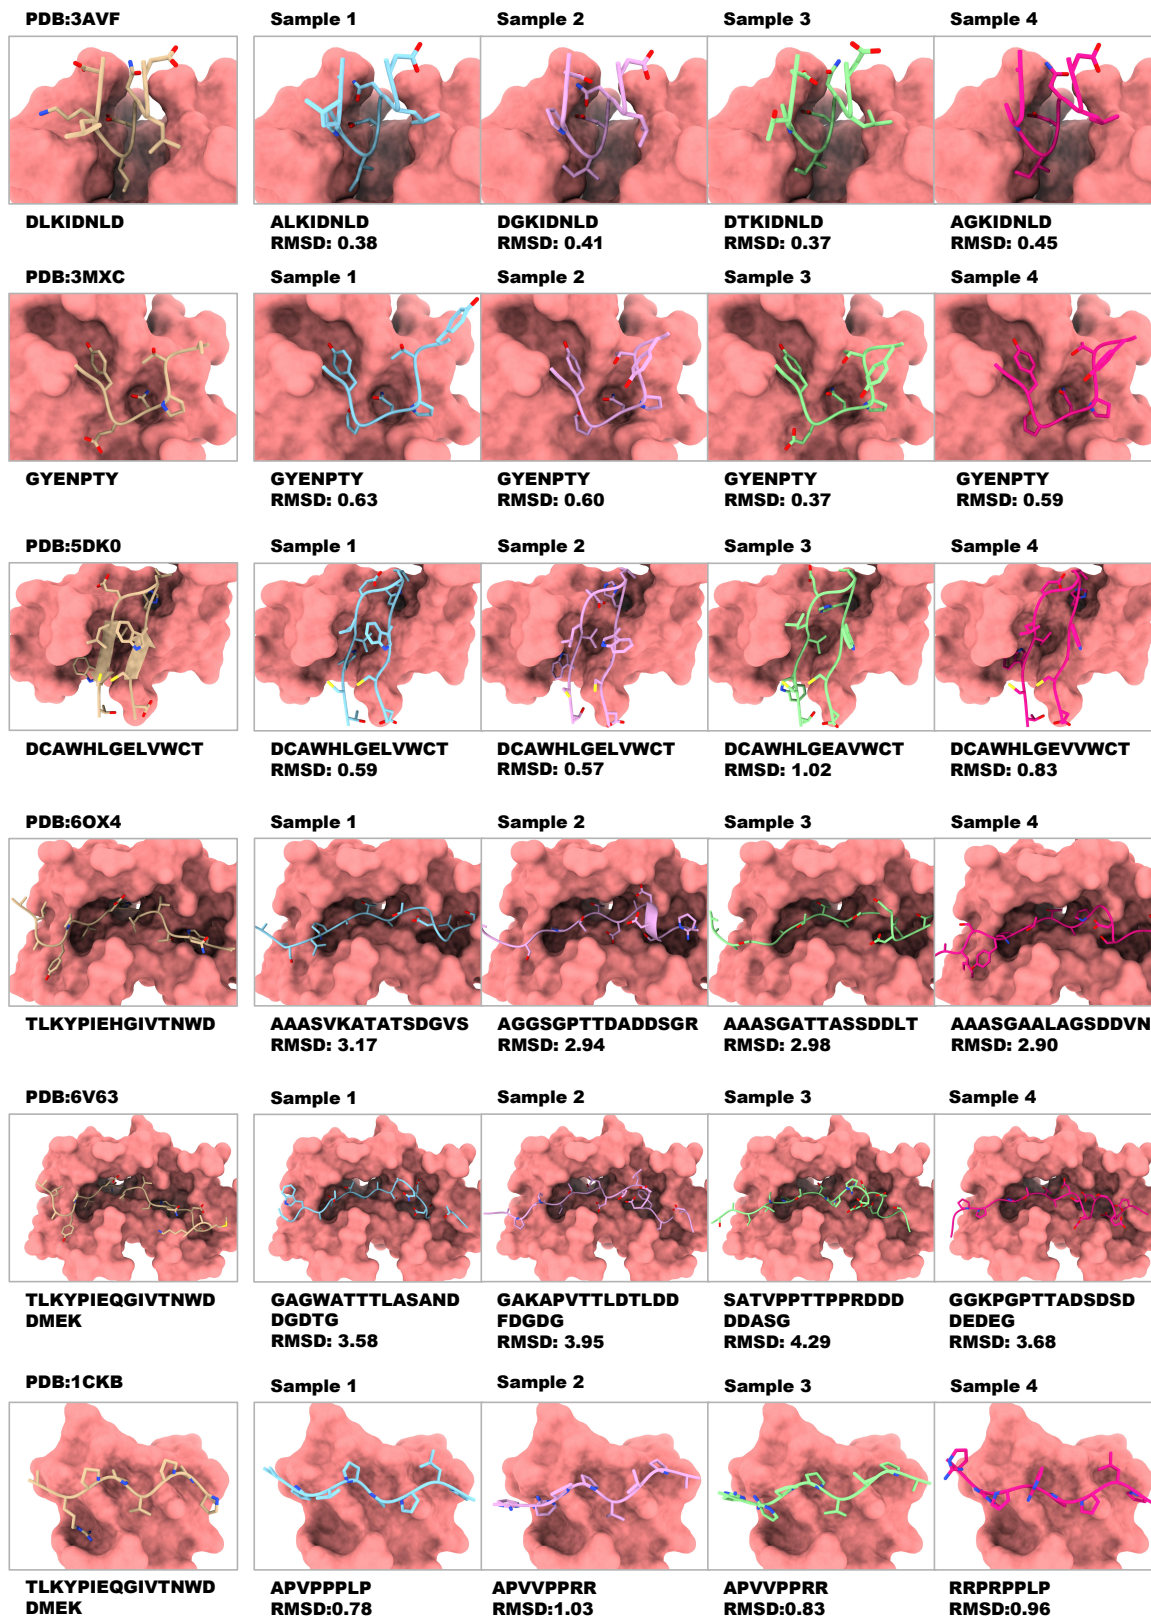 PDB:3AVF
Sample 1
Sample 2
Sample 3
Sample 4
DLKIDNLD
ALKIDNLD
RMSD: 0.38
DGKIDNLD
RMSD: 0.41
DTKIDNLD
RMSD: 0.37
AGKIDNLD
RMSD: 0.45
PDB:3MXC
Sample 1
Sample 2
Sample 3
Sample 4
GYENPTY
GYENPTY
RMSD: 0.63
GYENPTY
RMSD: 0.60
GYENPTY
RMSD: 0.37
GYENPTY
RMSD: 0.59
PDB:5DK0
Sample 1
Sample 2
Sample 3
Sample 4
DCAWHLGELVWCT
DCAWHLGELVWCT
RMSD: 0.59
DCAWHLGELVWCT
RMSD: 0.57
DCAWHLGEAVWCT
RMSD: 1.02
DCAWHLGEVVWCT
RMSD: 0.83
PDB:6OX4
Sample 1
Sample 2
Sample 3
Sample 4
TLKYPIEHGIVTNWD
AAASVKATATSDGVS
RMSD: 3.17
AGGSGPTTDADDSGR
RMSD: 2.94
AAASGATTASSDDLT
RMSD: 2.98
AAASGAALAGSDDVN
RMSD: 2.90
PDB:6V63
Sample 1
Sample 2
Sample 3
Sample 4
TLKYPIEQGIVTNWD
DMEK
GAGWATTTLASAND
DGDTG
RMSD: 3.58
GAKAPVTTLDTLDD
FDGDG
RMSD: 3.95
SATVPPTTPPRDDD
DDASG
RMSD: 4.29
GGKPGPTTADSDSD
DEDEG
RMSD: 3.68
PDB:1CKB
Sample 1
Sample 2
Sample 3
Sample 4
TLKYPIEQGIVTNWD
DMEK
APVPPPLP
RMSD:0.78
APVVPPRR
RMSD:1.03
APVVPPRR
RMSD:0.83
RRPRPPLP
RMSD:0.96